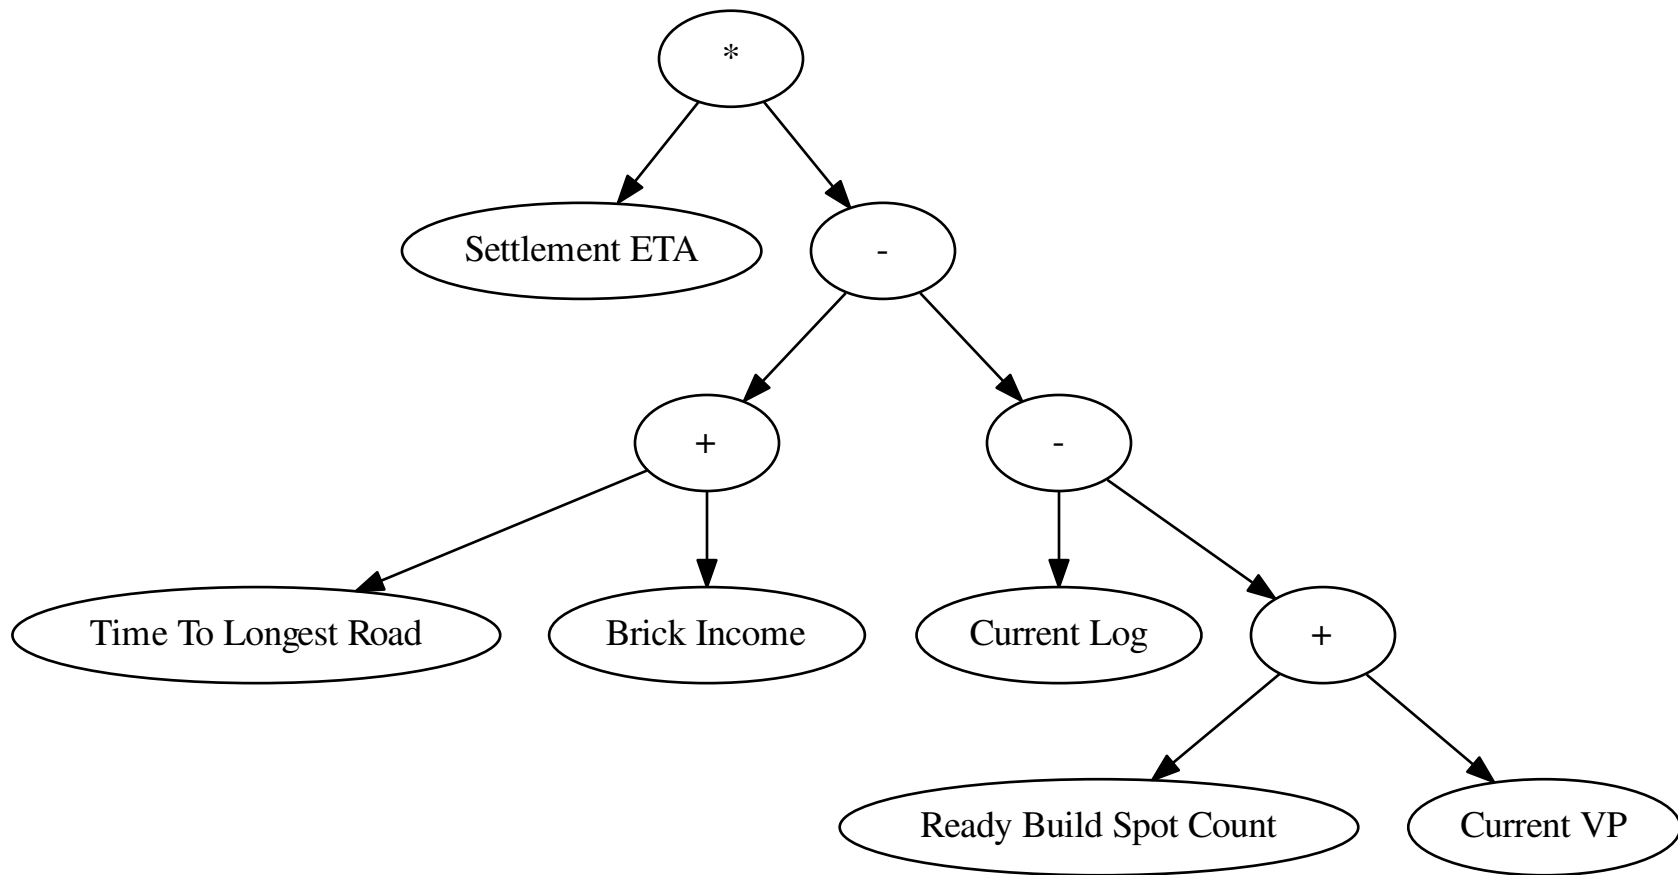 *
Settlement ETA
-
+
-
Time To Longest Road
Brick Income
Current Log
+
Ready Build Spot Count
Current VP